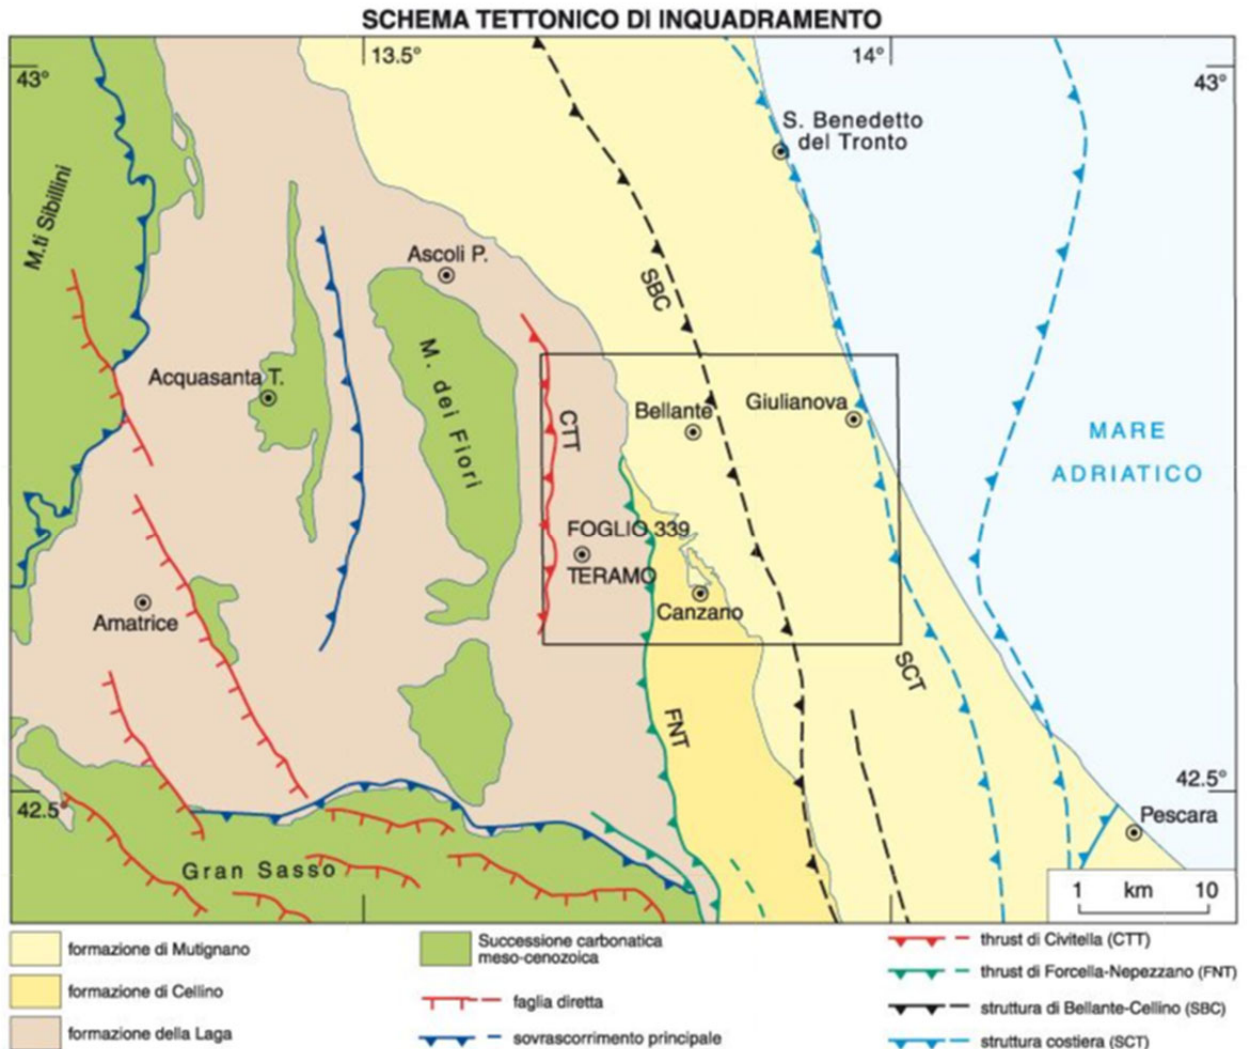 SCHEMA TETTONICO DI INQUADRAMENTO
13.5°
14°
43°
43°
S. Benedetto
del Tronto
M.ti Sibillini
Ascoli P.
SBC
M. dei Fiori
Acquasanta T.
CTT
Bellante
Giulianova
MARE
ADRIATICO
FOGLIO 339
TERAMO
Canzano
Amatrice
SCT
FNT
42.5°
42.5°
Pescara
Gran Sasso
1 km 10
formazione di Mutignano
formazione di Cellino
formazione della Laga
Successione carbonatica
meso-cenozoica
faglia diretta
sovrascorrimento principale
thrust di Civitella (CTT)
thrust di Forcella-Nepezzano (FNT)
struttura di Bellante-Cellino (SBC)
struttura costiera (SCT)